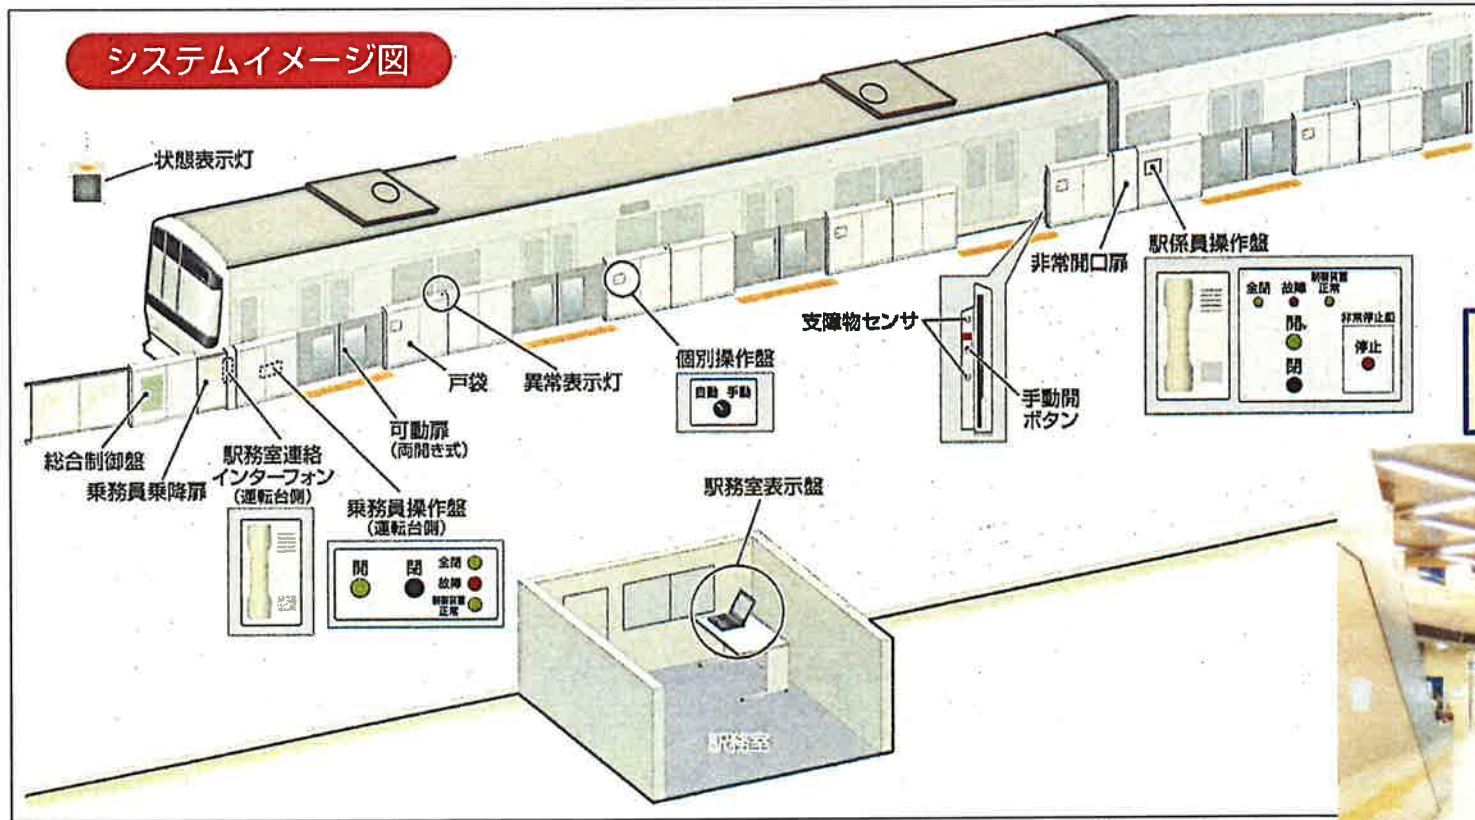 システムイメージ図
状態表示灯
総合制御盤
乗務員乗降扉
駅務室連絡
インターフォン
(運転台側)
乗務員操作盤
(運転台側)
開
閉
全閉
故障
制御装置
正常
可動扉
(両開き式)
戸袋
異常表示灯
個別操作盤
自動 手動
支障物センサ
手動開
ボタン
非常開口扉
駅係員操作盤
全閉
故障
制御装置
正常
開
閉
停止
駅務室表示盤
駅務室